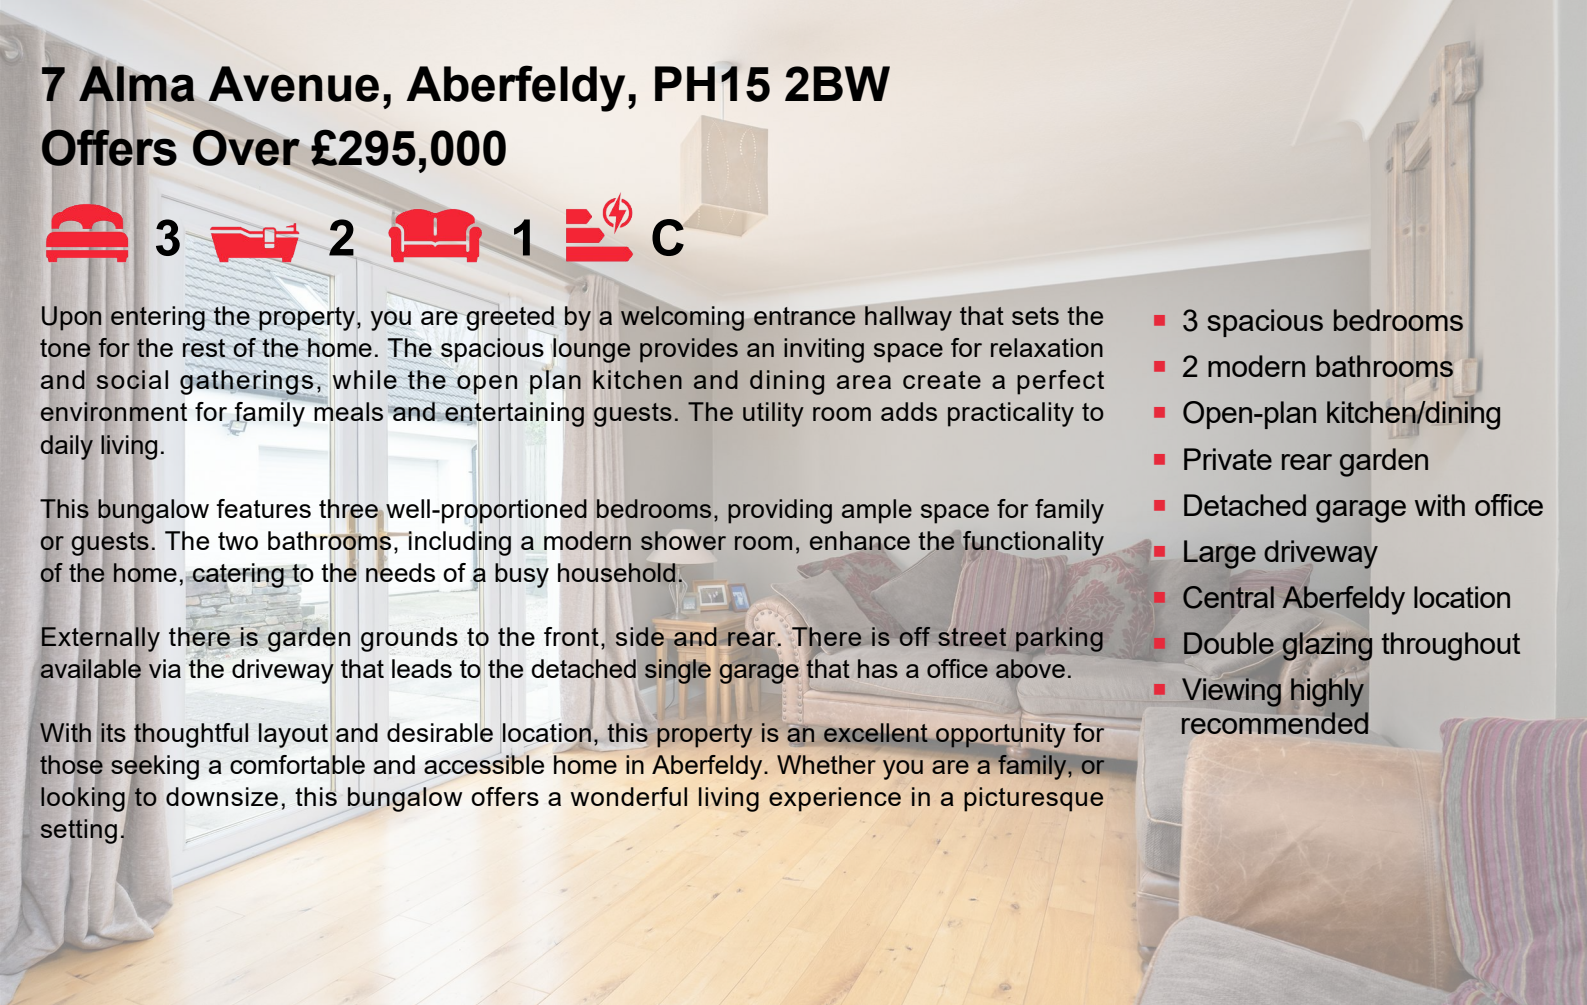 7 Alma Avenue, Aberfeldy, PH15 2BW
Offers Over £295,000
3 2 1 C
Upon entering the property, you are greeted by a welcoming entrance hallway that sets the
tone for the rest of the home. The spacious lounge provides an inviting space for relaxation
and social gatherings, while the open plan kitchen and dining area create a perfect
environment for family meals and entertaining guests. The utility room adds practicality to
daily living.
This bungalow features three well-proportioned bedrooms, providing ample space for family
or guests. The two bathrooms, including a modern shower room, enhance the functionality
of the home, catering to the needs of a busy household.
Externally there is garden grounds to the front, side and rear. There is off street parking
available via the driveway that leads to the detached single garage that has a office above.
With its thoughtful layout and desirable location, this property is an excellent opportunity for
those seeking a comfortable and accessible home in Aberfeldy. Whether you are a family, or
looking to downsize, this bungalow offers a wonderful living experience in a picturesque
setting.
3 spacious bedrooms
2 modern bathrooms
Open-plan kitchen/dining
Private rear garden
Detached garage with office
Large driveway
Central Aberfeldy location
Double glazing throughout
Viewing highly
recommended